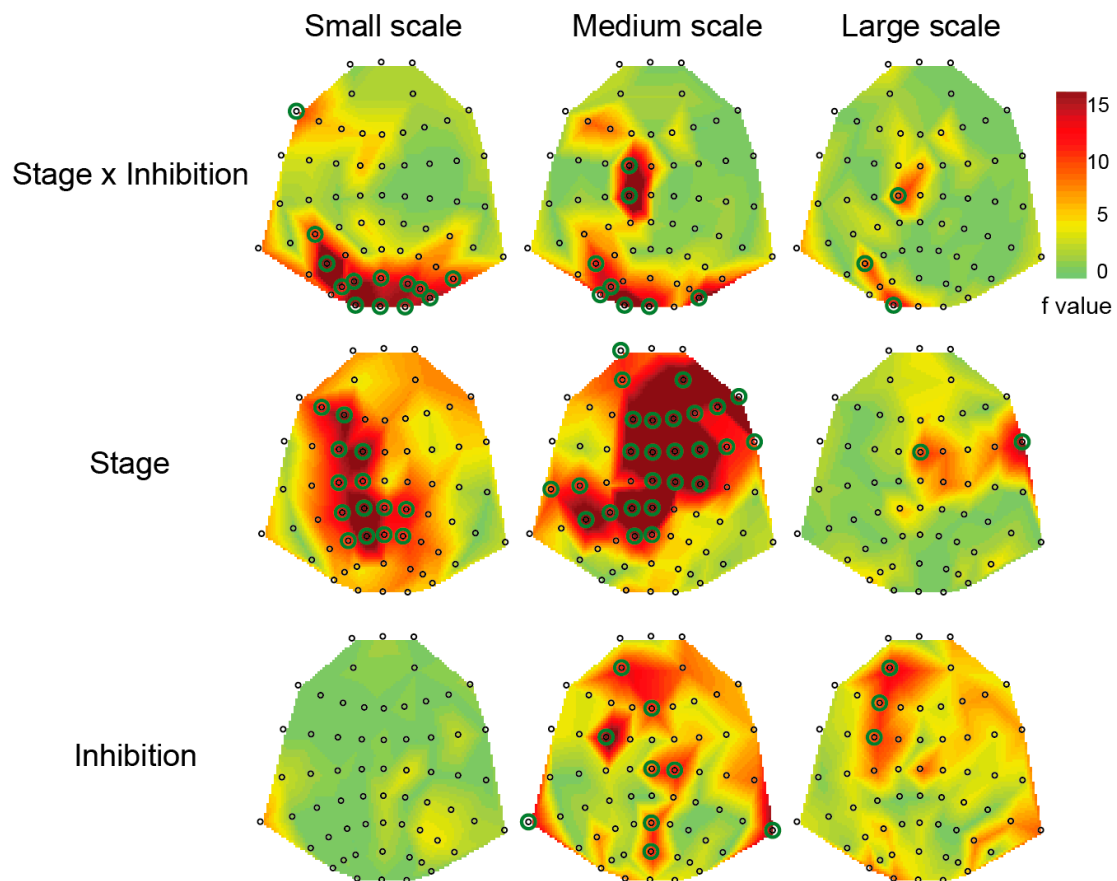 Small scale
Medium scale
Large scale
Stage x Inhibition
15
10
5
0
f value
Stage
Inhibition